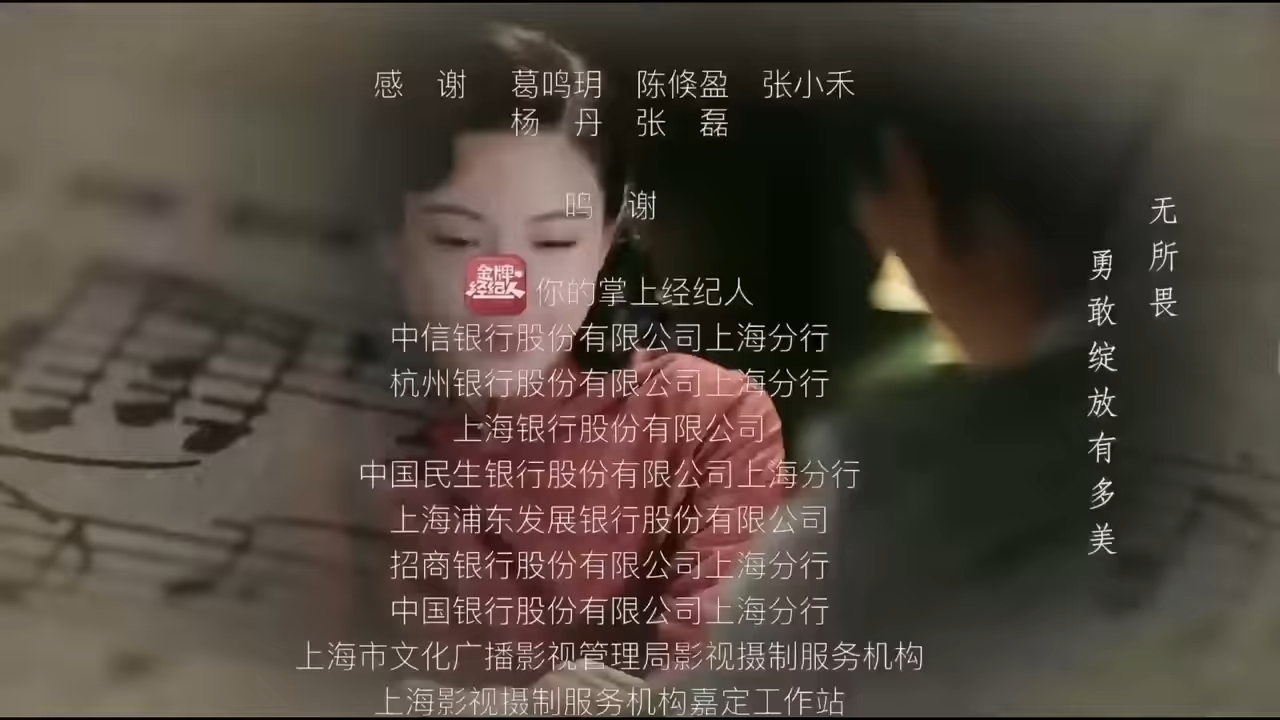 感 谢 葛鸣玥 陈倏盈 张小禾
杨 丹 张 磊
鸣 谢
金牌
经纪人
你的掌上经纪人
中信银行股份有限公司上海分行
杭州银行股份有限公司上海分行
上海银行股份有限公司
中国民生银行股份有限公司上海分行
上海浦东发展银行股份有限公司
招商银行股份有限公司上海分行
中国银行股份有限公司上海分行
上海市文化广播影视管理局影视摄制服务机构
上海影视摄制服务机构嘉定工作站
无所畏
勇敢绽放有多美